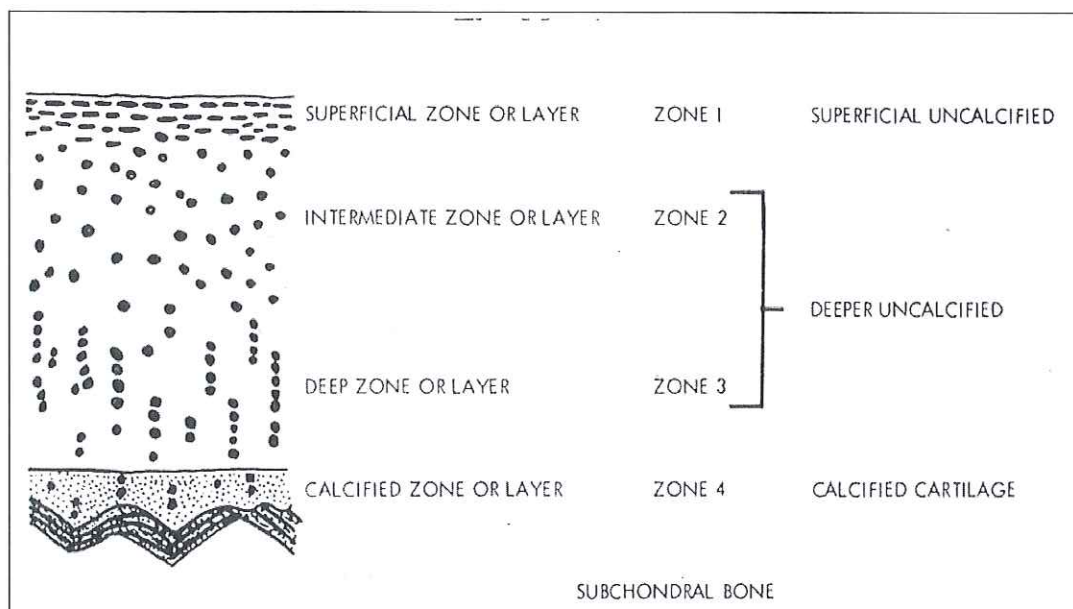 SUPERFICIAL ZONE OR LAYER ZONE 1 SUPERFICIAL UNCALCIFIED
INTERMEDIATE ZONE OR LAYER ZONE 2
DEEPER UNCALCIFIED
DEEP ZONE OR LAYER ZONE 3
CALCIFIED ZONE OR LAYER ZONE 4 CALCIFIED CARTILAGE
SUBCHONDRAL BONE